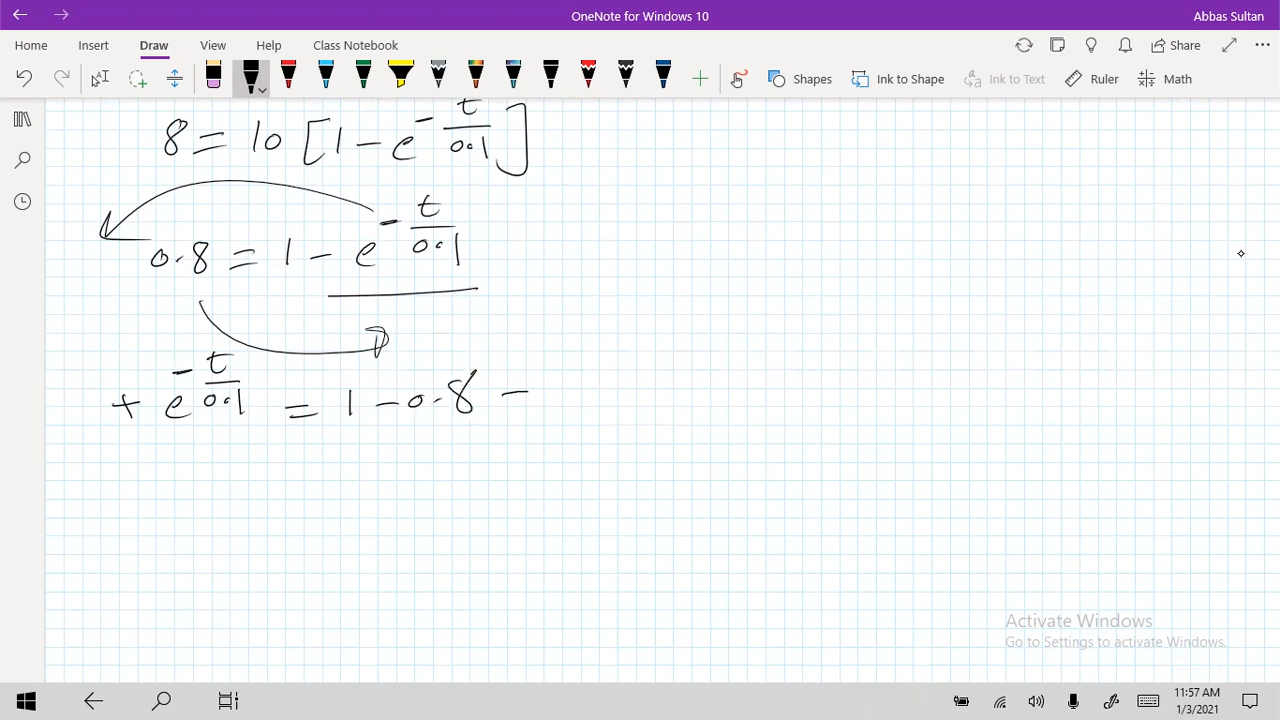 OneNote for Windows 10
Abbas Sultan
Home Insert Draw View Help Class Notebook Share
Shapes Ink to Shape Ink to Text Ruler Math
8 = 10 [1 - e^-t/0.1]
0.8 = 1 - e^-t/0.1
+ e^-t/0.1 = 1 - 0.8 -
Activate Windows
Go to Settings to activate Windows.
11:57 AM
1/3/2021